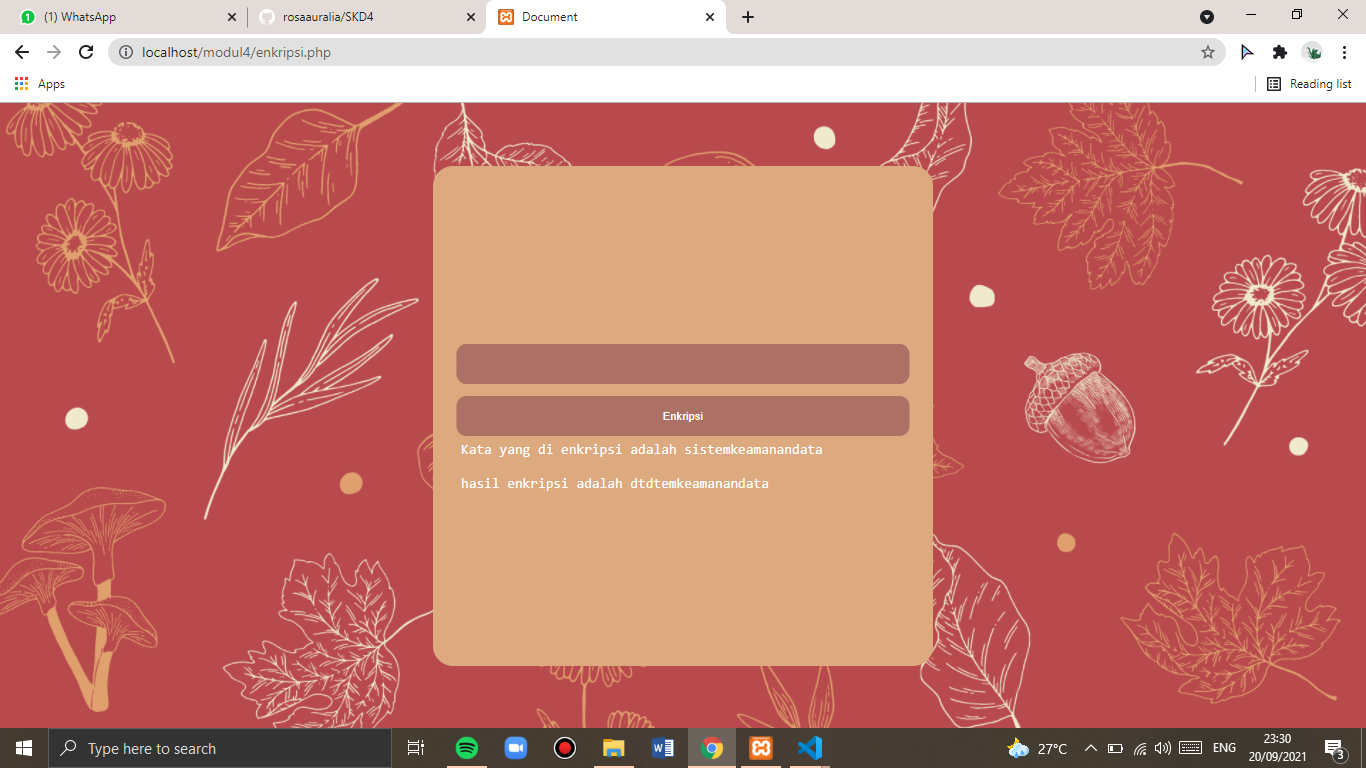 (1) WhatsApp
rosaauralia/SKD4
Document
localhost/modul4/enkripsi.php
Apps
Reading list
Enkripsi
Kata yang di enkripsi adalah sistemkeamanandata
hasil enkripsi adalah dtdtemkeamanandata
Type here to search
27°C
ENG
23:30
20/09/2021
3